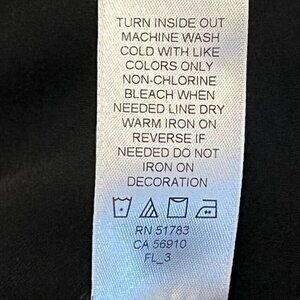 TURN INSIDE OUT
MACHINE WASH
COLD WITH LIKE
COLORS ONLY
NON-CHLORINE
BLEACH WHEN
NEEDED LINE DRY
WARM IRON ON
REVERSE IF
NEEDED DO NOT
IRON ON
DECORATION
RN 51783
CA 56910
FL_3